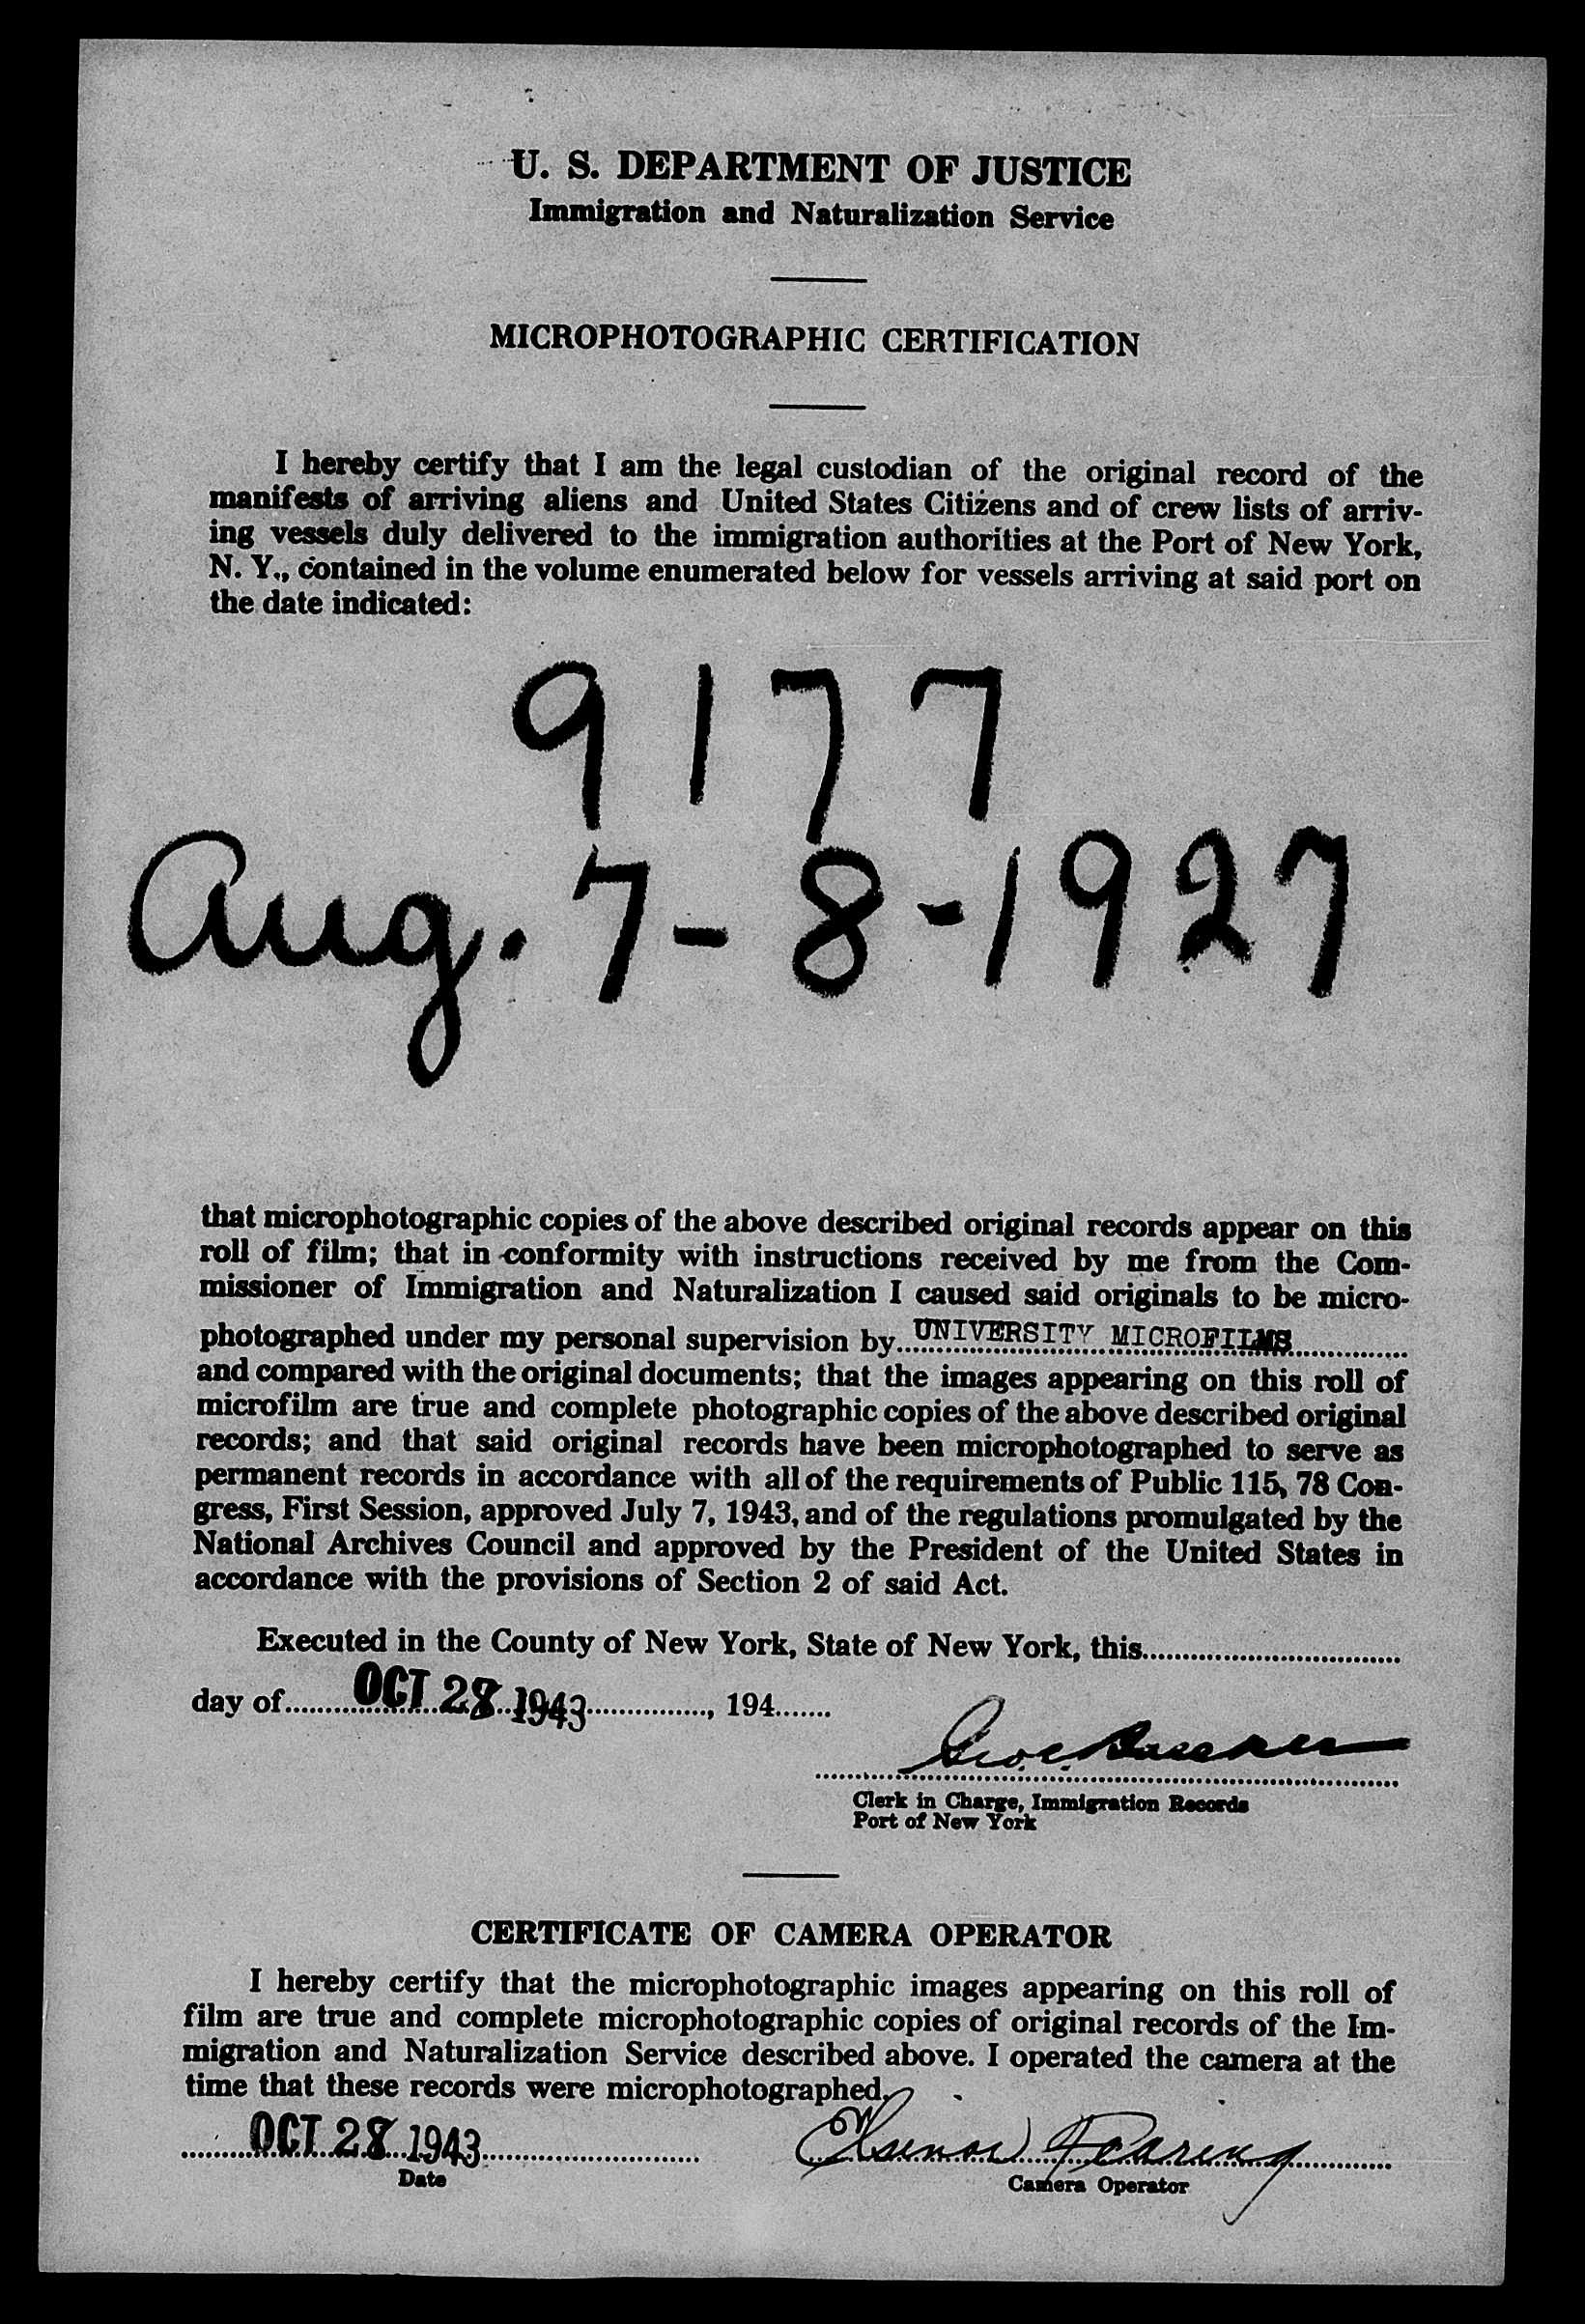 U. S. DEPARTMENT OF JUSTICE
Immigration and Naturalization Service
MICROPHOTOGRAPHIC CERTIFICATION
I hereby certify that I am the legal custodian of the original record of the
manifests of arriving aliens and United States Citizens and of crew lists of arriv-
ing vessels duly delivered to the immigration authorities at the Port of New York,
N. Y., contained in the volume enumerated below for vessels arriving at said port on
the date indicated:
9177
Aug. 7-8-1927
that microphotographic copies of the above described original records appear on this
roll of film; that in conformity with instructions received by me from the Com-
missioner of Immigration and Naturalization I caused said originals to be micro-
photographed under my personal supervision by UNIVERSITY MICROFILMS
and compared with the original documents; that the images appearing on this roll of
microfilm are true and complete photographic copies of the above described original
records; and that said original records have been microphotographed to serve as
permanent records in accordance with all of the requirements of Public 115, 78 Con-
gress, First Session, approved July 7, 1943, and of the regulations promulgated by the
National Archives Council and approved by the President of the United States in
accordance with the provisions of Section 2 of said Act.
Executed in the County of New York, State of New York, this
day of OCT 28 1943, 194
Clerk in Charge, Immigration Records
Port of New York
CERTIFICATE OF CAMERA OPERATOR
I hereby certify that the microphotographic images appearing on this roll of
film are true and complete microphotographic copies of original records of the Im-
migration and Naturalization Service described above. I operated the camera at the
time that these records were microphotographed.
OCT 28 1943
Date
Camera Operator